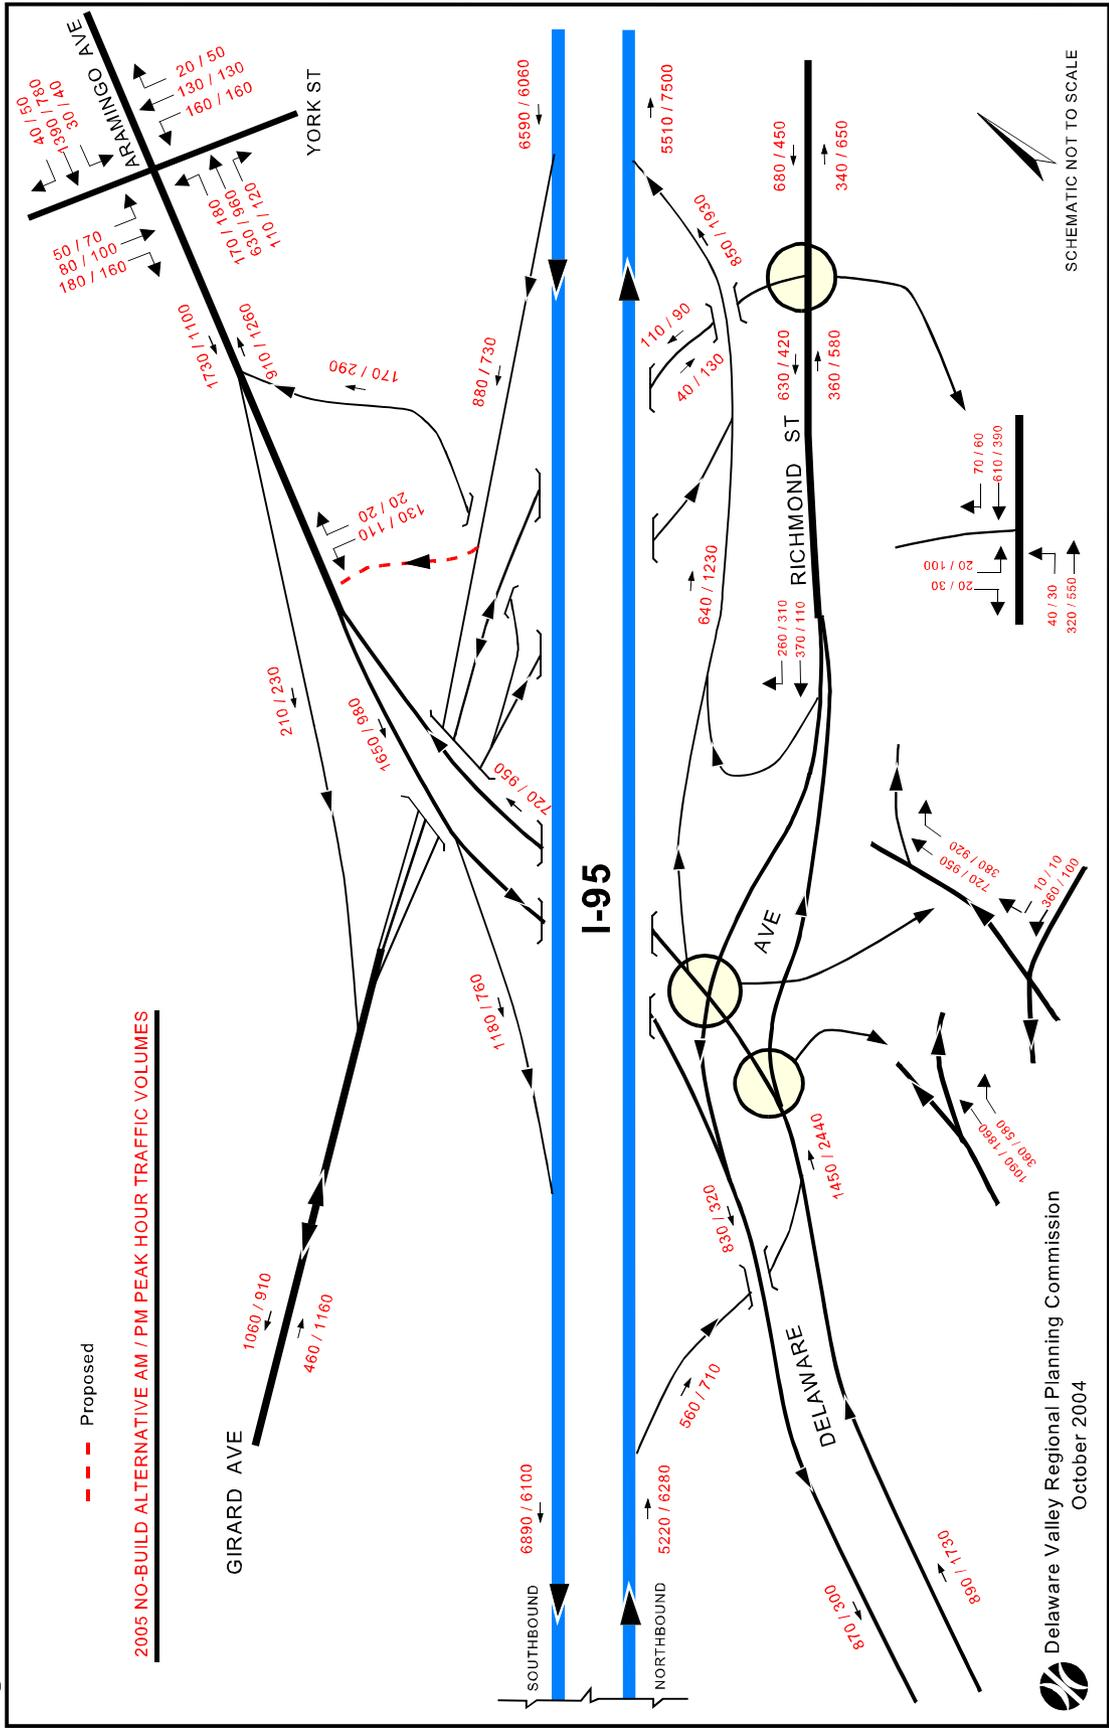 Proposed
2005 NO-BUILD ALTERNATIVE AM / PM PEAK HOUR TRAFFIC VOLUMES
ARAMINGO AVE
YORK ST
40 / 50
1390 / 780
30 / 40
20 / 50
130 / 130
160 / 160
50 / 70
80 / 100
180 / 160
170 / 180
630 / 960
110 / 120
1730 / 1100
910 / 1260
170 / 290
20 / 20
130 / 110
210 / 230
1650 / 980
720 / 950
1180 / 760
GIRARD AVE
1060 / 910
460 / 1160
6590 / 6060
880 / 730
6890 / 6100
SOUTHBOUND
I-95
NORTHBOUND
5220 / 6280
5510 / 7500
850 / 1930
110 / 90
40 / 130
640 / 1230
680 / 450
340 / 650
630 / 420
360 / 580
RICHMOND ST
260 / 310
370 / 110
70 / 60
610 / 390
20 / 100
20 / 30
40 / 30
320 / 550
DELAWARE AVE
720 / 950
380 / 920
10 / 10
360 / 100
1090 / 1860
360 / 580
1450 / 2440
830 / 320
560 / 710
870 / 300
890 / 1730
SCHEMATIC NOT TO SCALE
Delaware Valley Regional Planning Commission
October 2004